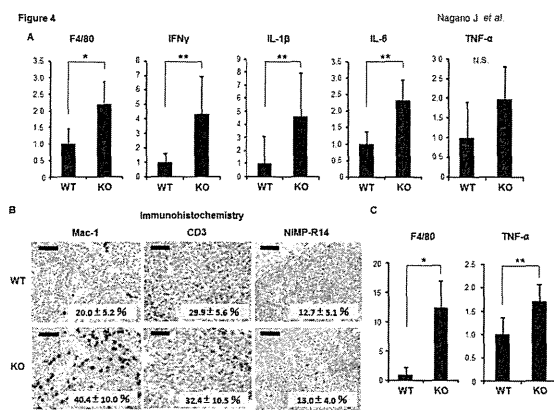 Figure 4
Nagano J et al.
A
F4/80
IFNγ
IL-1β
IL-6
TNF-α
*
**
**
**
N.S.
3.5
3.0
2.5
2.0
1.5
1.0
0.5
0
WT KO
8
7
6
5
4
3
2
1
0
WT KO
9
8
7
6
5
4
3
2
1
0
WT KO
3.5
3.0
2.5
2.0
1.5
1.0
0.5
0
WT KO
3.0
2.5
2.0
1.5
1.0
0.5
0
WT KO
B
Immunohistochemistry
Mac-1
CD3
NIMP-R14
WT
20.0 ± 5.2 %
29.9 ± 5.6 %
12.7 ± 5.1 %
KO
40.4 ± 10.0 %
32.4 ± 10.5 %
13.0 ± 4.0 %
C
F4/80
TNF-α
*
**
20
15
10
5
0
WT KO
2.5
2.0
1.5
1.0
0.5
0
WT KO